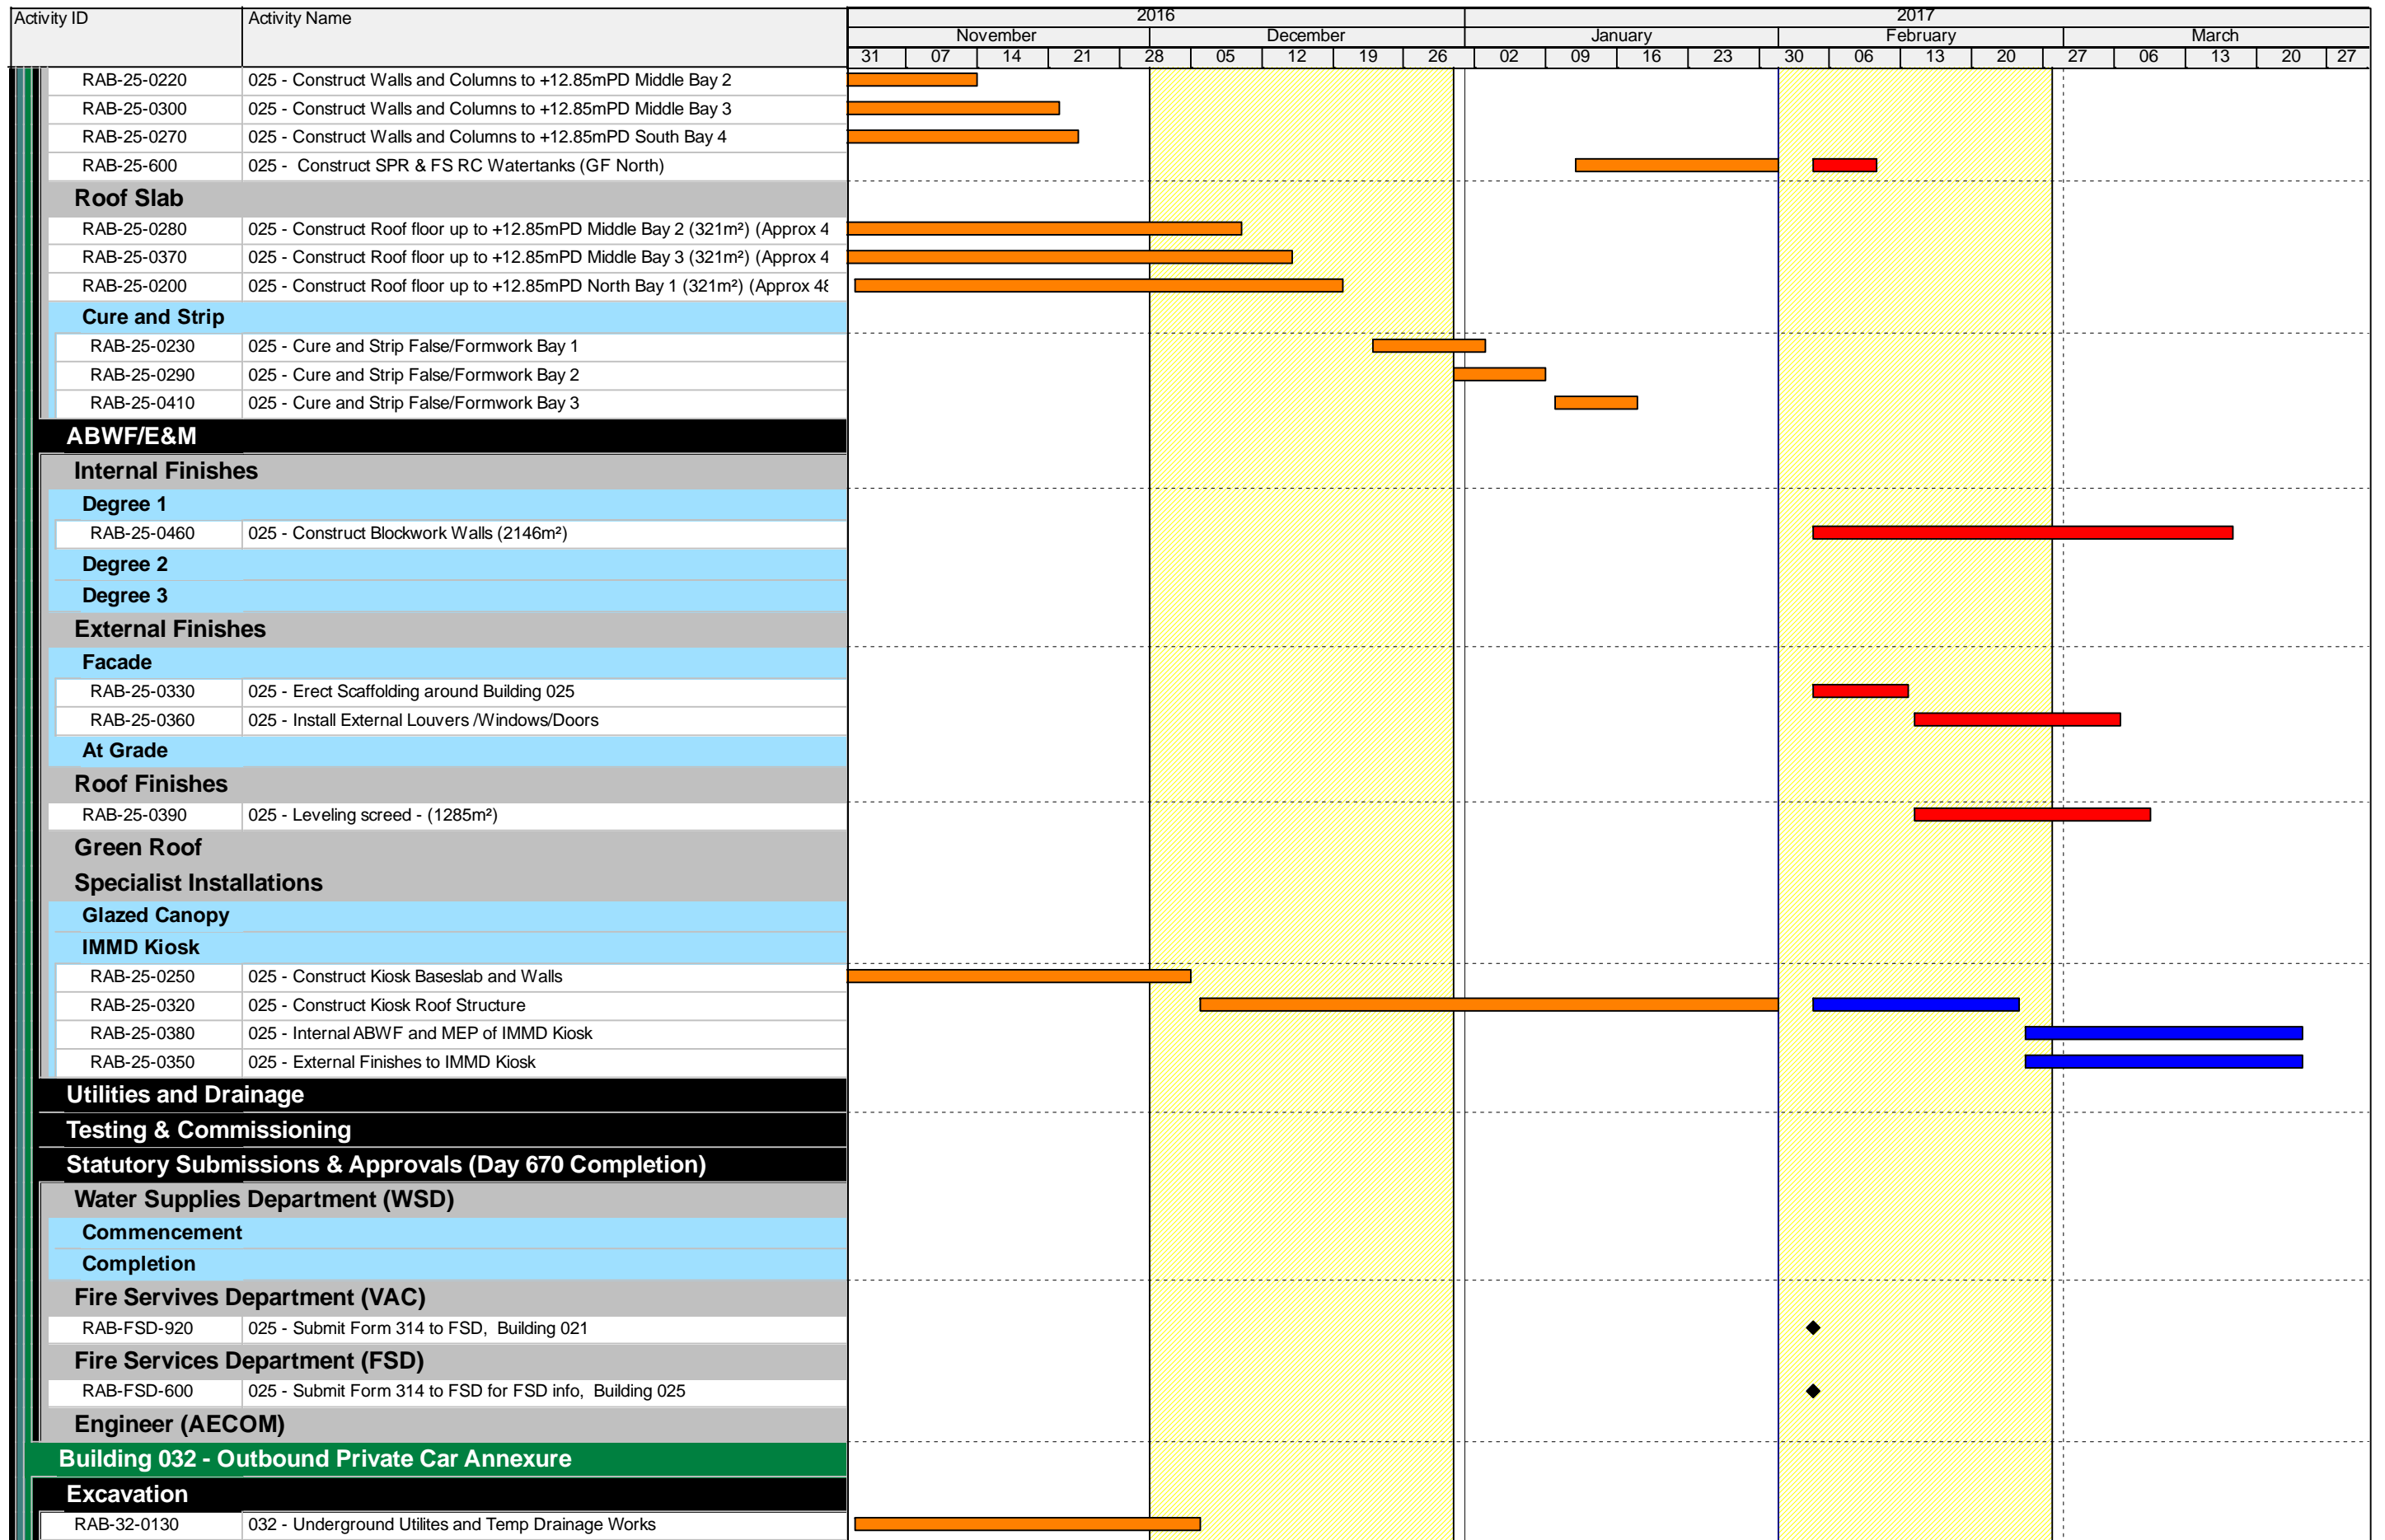 Activity ID Activity Name 2016 2017
November December January February March
31 07 14 21 28 05 12 19 26 02 09 16 23 30 06 13 20 27 06 13 20 27
RAB-25-0220 025 - Construct Walls and Columns to +12.85mPD Middle Bay 2
RAB-25-0300 025 - Construct Walls and Columns to +12.85mPD Middle Bay 3
RAB-25-0270 025 - Construct Walls and Columns to +12.85mPD South Bay 4
RAB-25-600 025 - Construct SPR & FS RC Watertanks (GF North)
Roof Slab
RAB-25-0280 025 - Construct Roof floor up to +12.85mPD Middle Bay 2 (321m²) (Approx 4
RAB-25-0370 025 - Construct Roof floor up to +12.85mPD Middle Bay 3 (321m²) (Approx 4
RAB-25-0200 025 - Construct Roof floor up to +12.85mPD North Bay 1 (321m²) (Approx 48
Cure and Strip
RAB-25-0230 025 - Cure and Strip False/Formwork Bay 1
RAB-25-0290 025 - Cure and Strip False/Formwork Bay 2
RAB-25-0410 025 - Cure and Strip False/Formwork Bay 3
ABWF/E&M
Internal Finishes
Degree 1
RAB-25-0460 025 - Construct Blockwork Walls (2146m²)
Degree 2
Degree 3
External Finishes
Facade
RAB-25-0330 025 - Erect Scaffolding around Building 025
RAB-25-0360 025 - Install External Louvers /Windows/Doors
At Grade
Roof Finishes
RAB-25-0390 025 - Leveling screed - (1285m²)
Green Roof
Specialist Installations
Glazed Canopy
IMMD Kiosk
RAB-25-0250 025 - Construct Kiosk Baseslab and Walls
RAB-25-0320 025 - Construct Kiosk Roof Structure
RAB-25-0380 025 - Internal ABWF and MEP of IMMD Kiosk
RAB-25-0350 025 - External Finishes to IMMD Kiosk
Utilities and Drainage
Testing & Commissioning
Statutory Submissions & Approvals (Day 670 Completion)
Water Supplies Department (WSD)
Commencement
Completion
Fire Servives Department (VAC)
RAB-FSD-920 025 - Submit Form 314 to FSD, Building 021
Fire Services Department (FSD)
RAB-FSD-600 025 - Submit Form 314 to FSD for FSD info, Building 025
Engineer (AECOM)
Building 032 - Outbound Private Car Annexure
Excavation
RAB-32-0130 032 - Underground Utilites and Temp Drainage Works